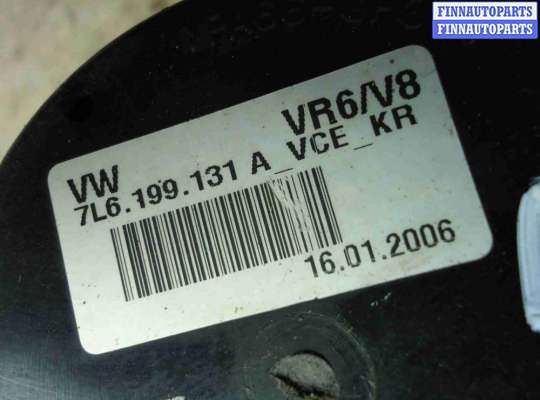 FINNAUTOPARTS
FINNAUTOPARTS
VW VR6/V8
7L6.199.131 A_VCE_KR
16.01.2006